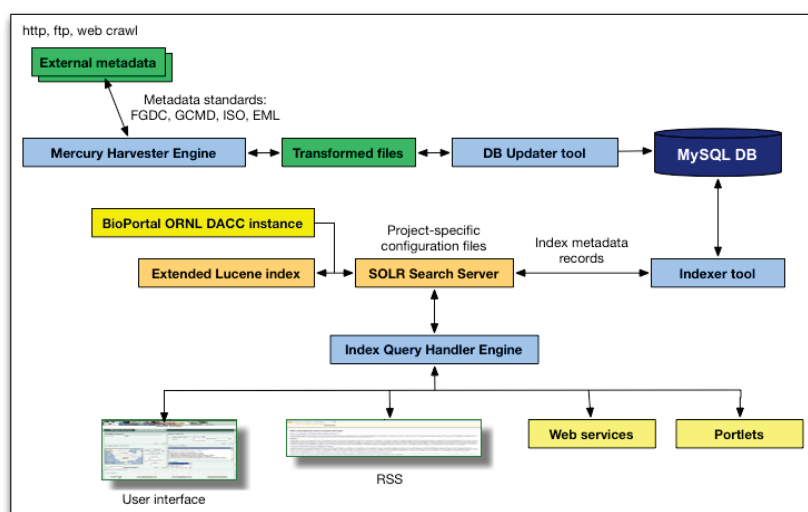 http, ftp, web crawl
External metadata
Metadata standards:
FGDC, GCMD, ISO, EML
Mercury Harvester Engine
Transformed files
DB Updater tool
MySQL DB
BioPortal ORNL DACC instance
Project-specific
configuration files
Index metadata
records
Extended Lucene index
SOLR Search Server
Indexer tool
Index Query Handler Engine
Web services
Portlets
RSS
User interface